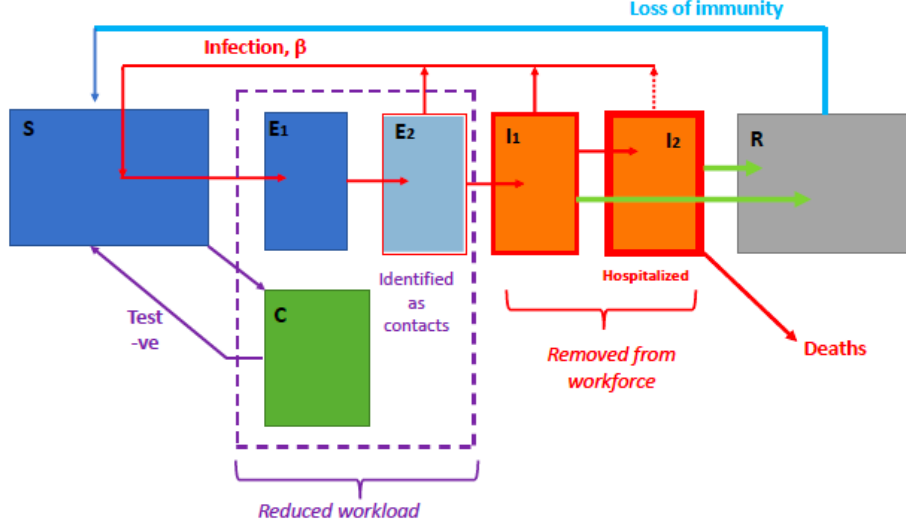 Loss of immunity
Infection, β
S
E₁
E₂
I₁
I₂
R
Identified
as
contacts
Hospitalized
C
Test
-ve
Removed from
workforce
Deaths
Reduced workload